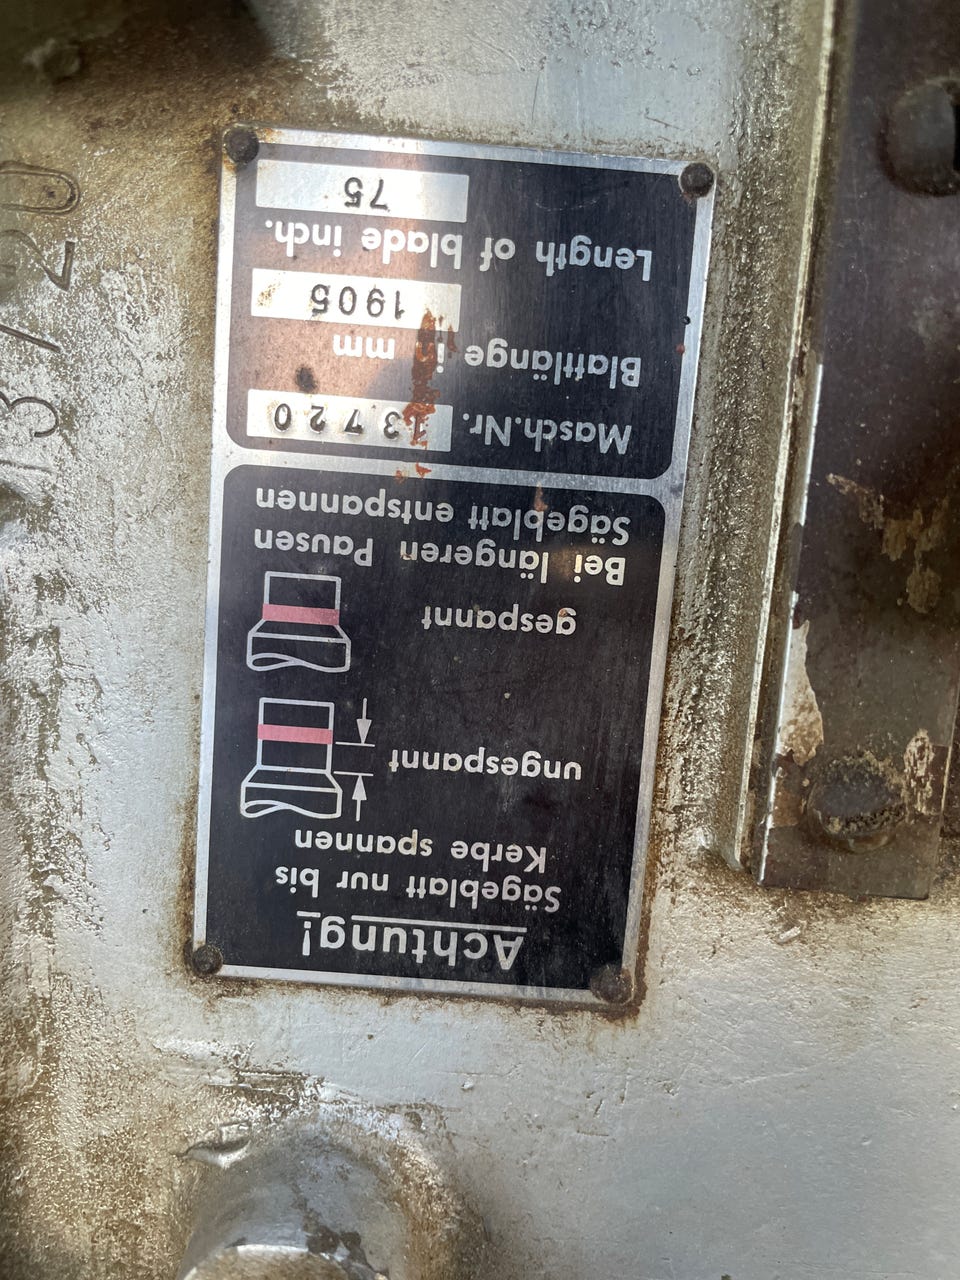 Achtung!
Sägeblatt nur bis
Kerbe spannen
ungespannt
gespannt
Bei längeren Pausen
Sägeblatt entspannen
Masch.Nr. 13720
Blattlänge in mm
1905
Length of blade inch.
75
13720